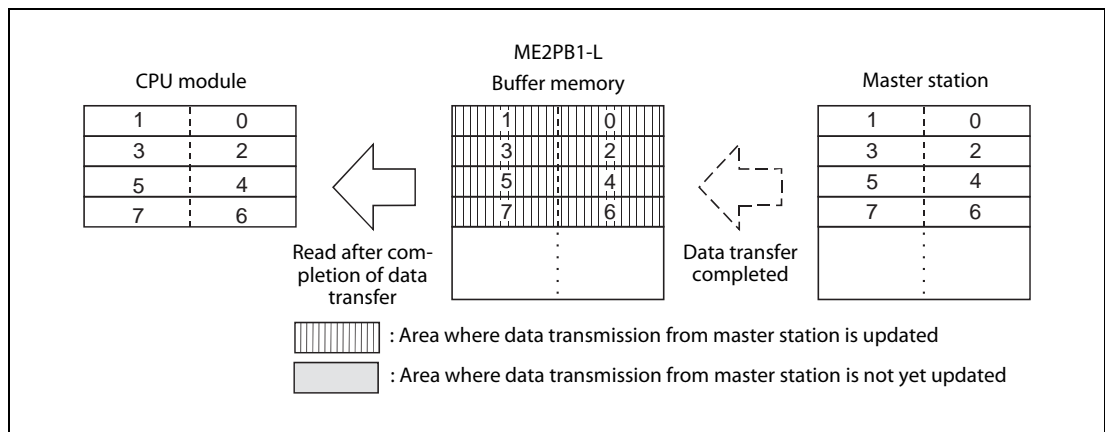 ME2PB1-L
CPU module
Buffer memory
Master station
1 0
3 2
5 4
7 6
1 0
3 2
5 4
7 6
1 0
3 2
5 4
7 6
Read after com-
pletion of data
transfer
Data transfer
completed
: Area where data transmission from master station is updated
: Area where data transmission from master station is not yet updated